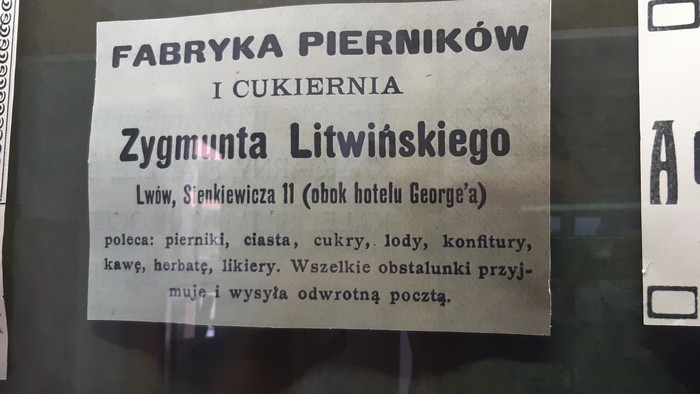 FABRYKA PIERNIKÓW
I CUKIERNIA
Zygmunta Litwińskiego
Lwów, Sienkiewicza 11 (obok hotelu George'a)
poleca: pierniki, ciasta, cukry, lody, konfitury,
kawę, herbatę, likiery. Wszelkie obstalunki przyj-
muje i wysyła odwrotną pocztą.
A